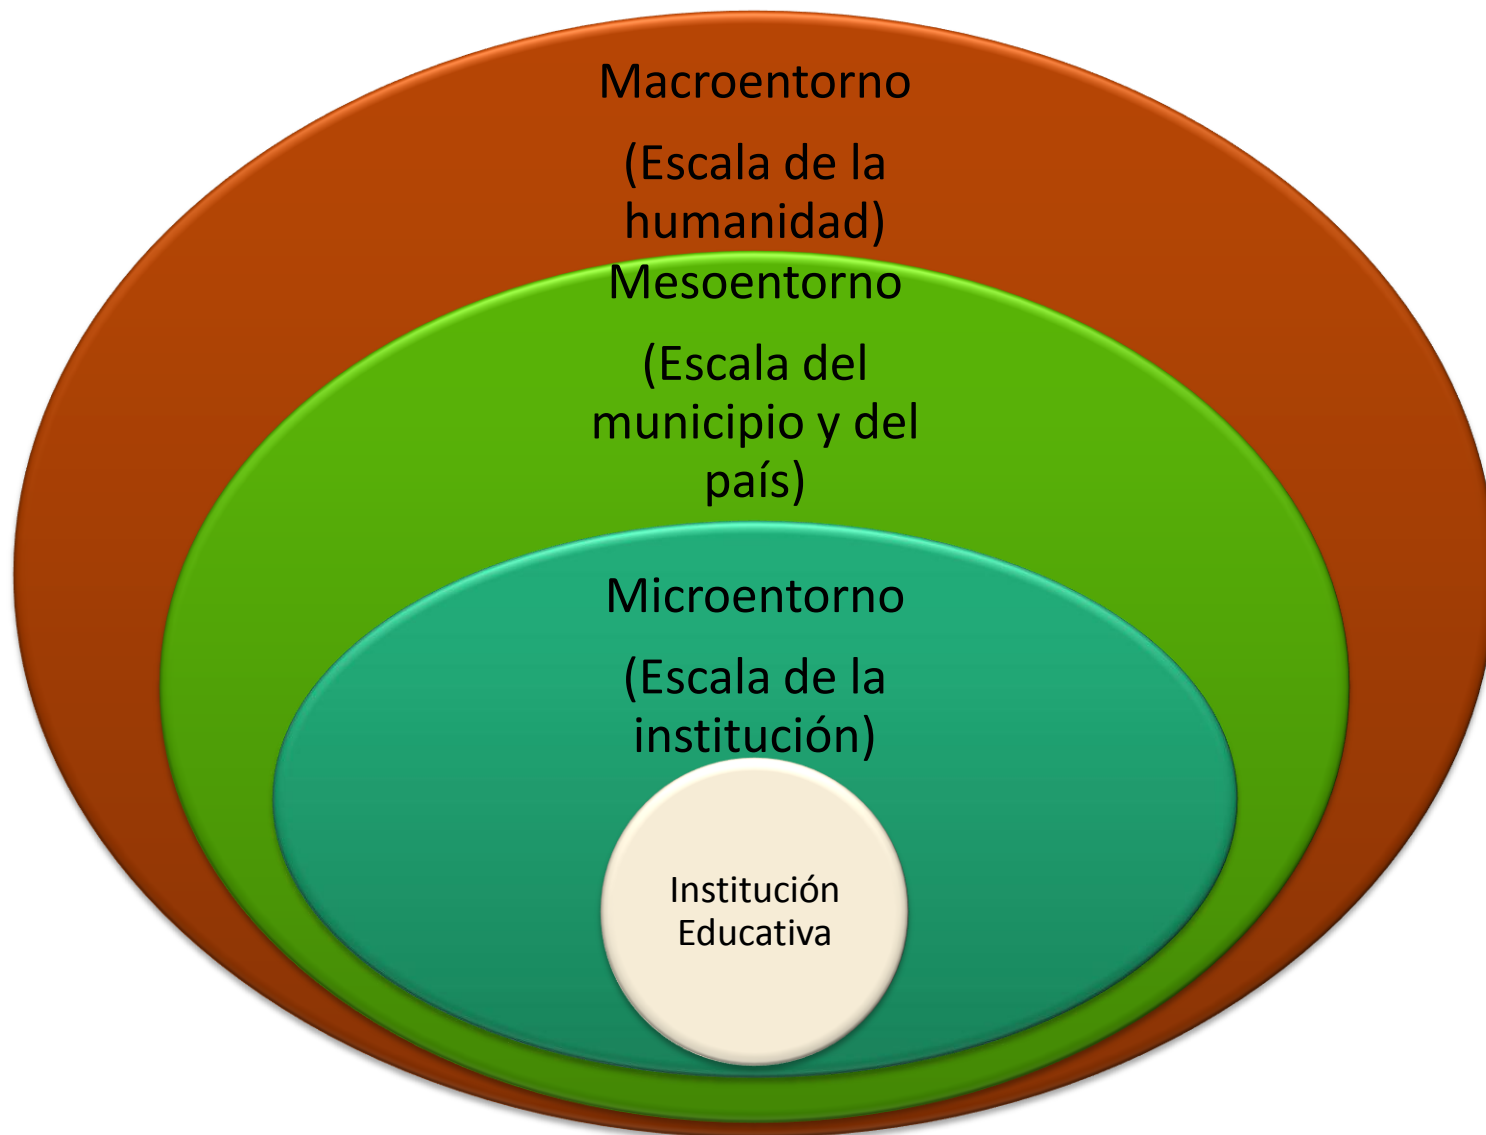 Macroentorno
(Escala de la
humanidad)
Mesoentorno
(Escala del
municipio y del
país)
Microentorno
(Escala de la
institución)
Institución
Educativa